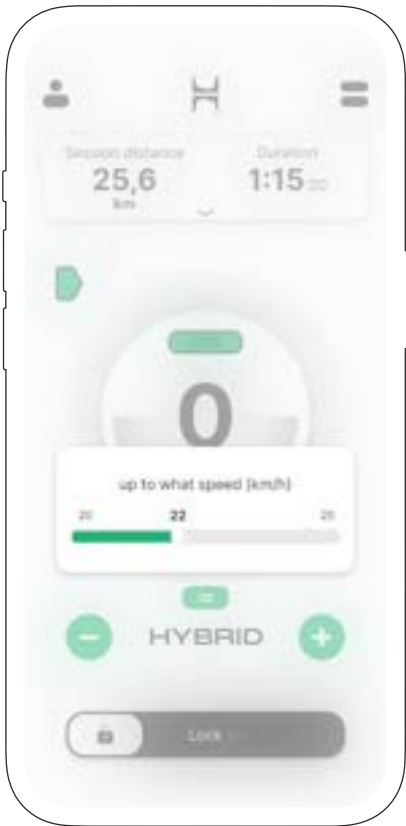 Session distance
Duration
25,6
1:15
km
0
up to what speed (km/h)
20
22
25
HYBRID
Lock